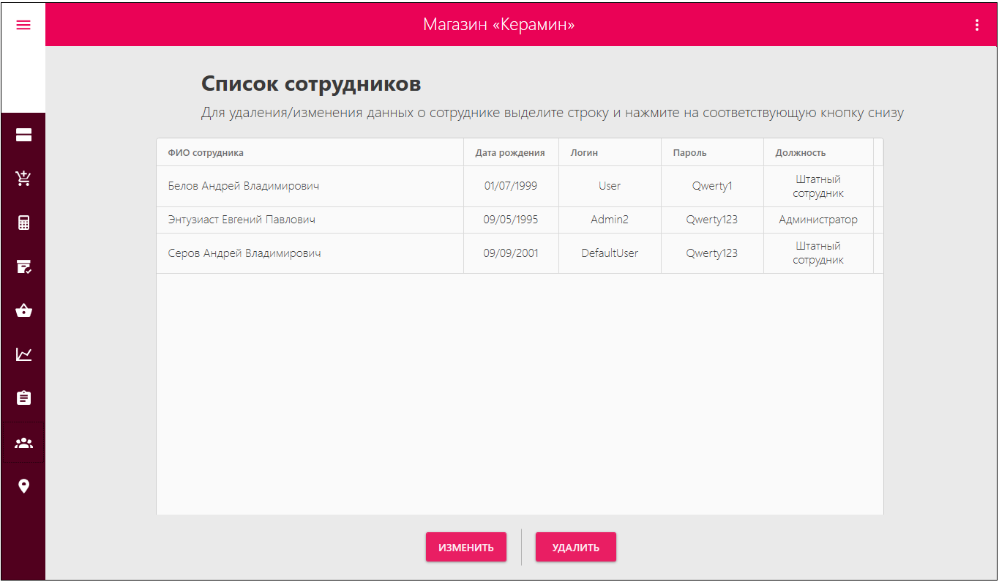 Магазин «Керамин»
Список сотрудников
Для удаления/изменения данных о сотруднике выделите строку и нажмите на соответствующую кнопку снизу
ФИО сотрудника Дата рождения Логин Пароль Должность
Белов Андрей Владимирович 01/07/1999 User Qwerty1 Штатный
сотрудник
Энтузиаст Евгений Павлович 09/05/1995 Admin2 Qwerty123 Администратор
Серов Андрей Владимирович 09/09/2001 DefaultUser Qwerty123 Штатный
сотрудник
ИЗМЕНИТЬ УДАЛИТЬ